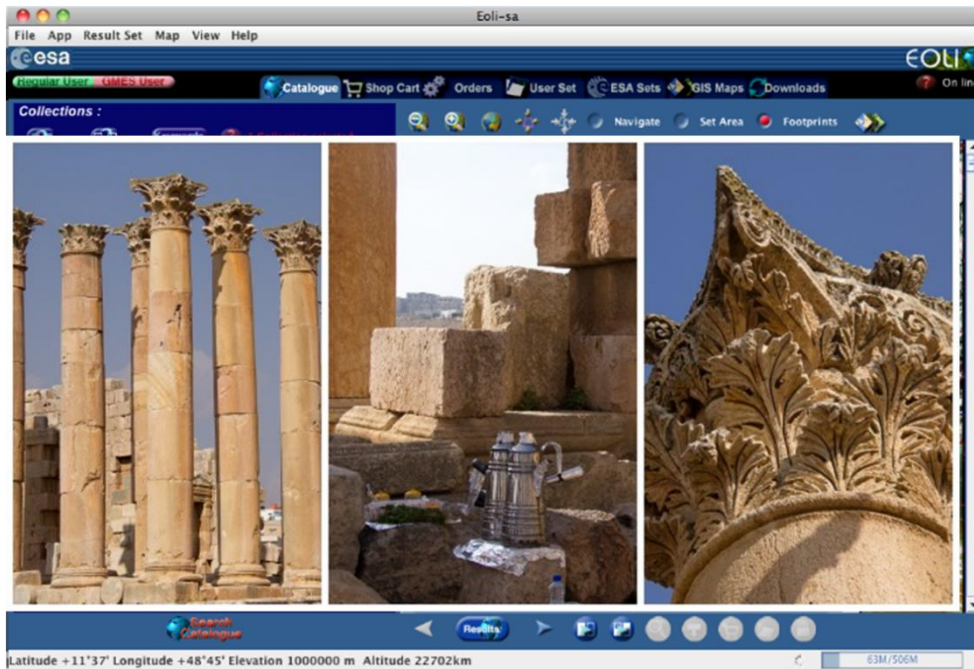 Eoli-sa
File App Result Set Map View Help
esa EOLI
Regular User GMES User Catalogue Shop Cart Orders User Set ESA Sets GIS Maps Downloads On lin
Collections :
Navigate Set Area Footprints
Search Catalogue
Results
Latitude +11°37' Longitude +48°45' Elevation 1000000 m Altitude 22702km 63M/506M